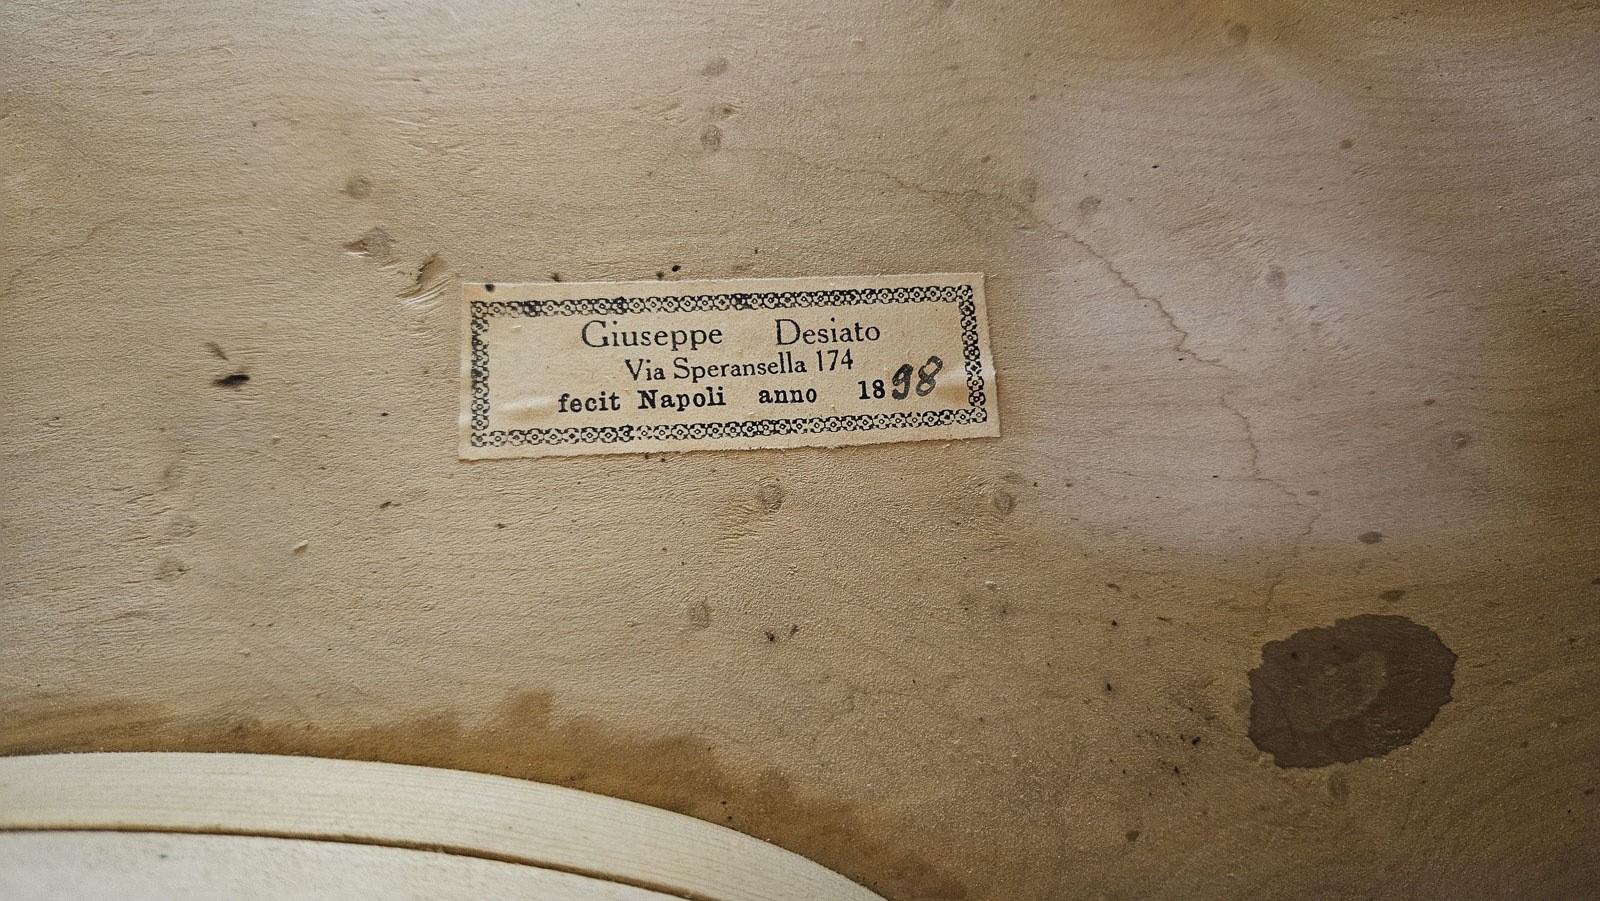 Giuseppe Desiato
Via Speransella 174
fecit Napoli anno 1898